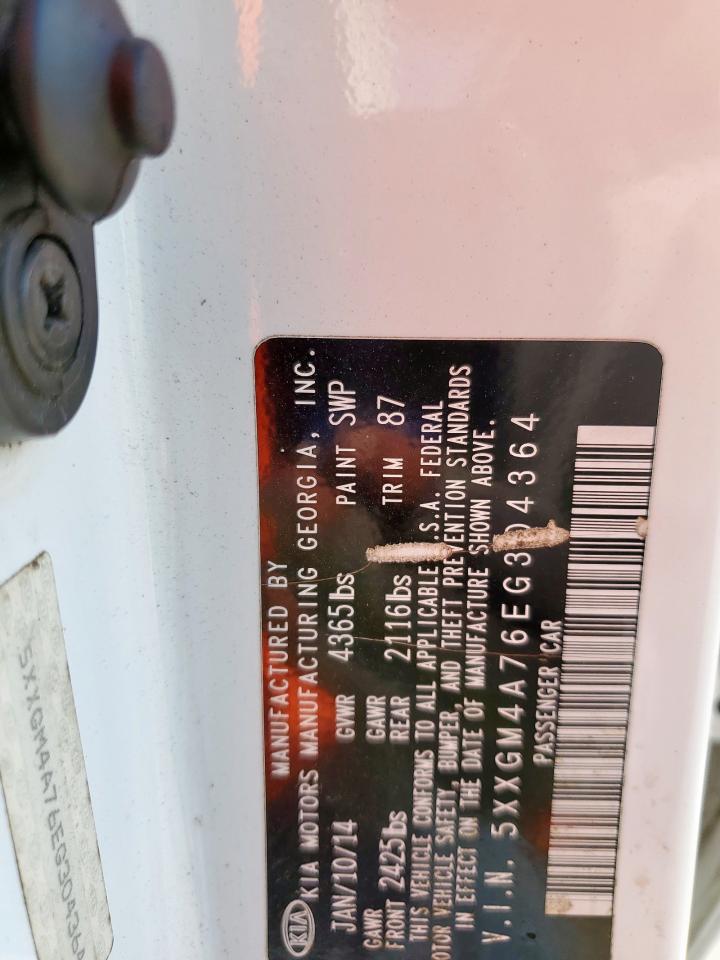 MANUFACTURED BY
KIA KIA MOTORS MANUFACTURING GEORGIA, INC.
JAN/10/14 GVWR 4365lbs PAINT SWP
GAWR GAWR
FRONT 2425lbs REAR 2116lbs TRIM 87
THIS VEHICLE CONFORMS TO ALL APPLICABLE U.S.A. FEDERAL
MOTOR VEHICLE SAFETY, BUMPER, AND THEFT PREVENTION STANDARDS
IN EFFECT ON THE DATE OF MANUFACTURE SHOWN ABOVE.
V.I.N. 5XXGM4A76EG304364
PASSENGER CAR
5XXGM4A76EG304364